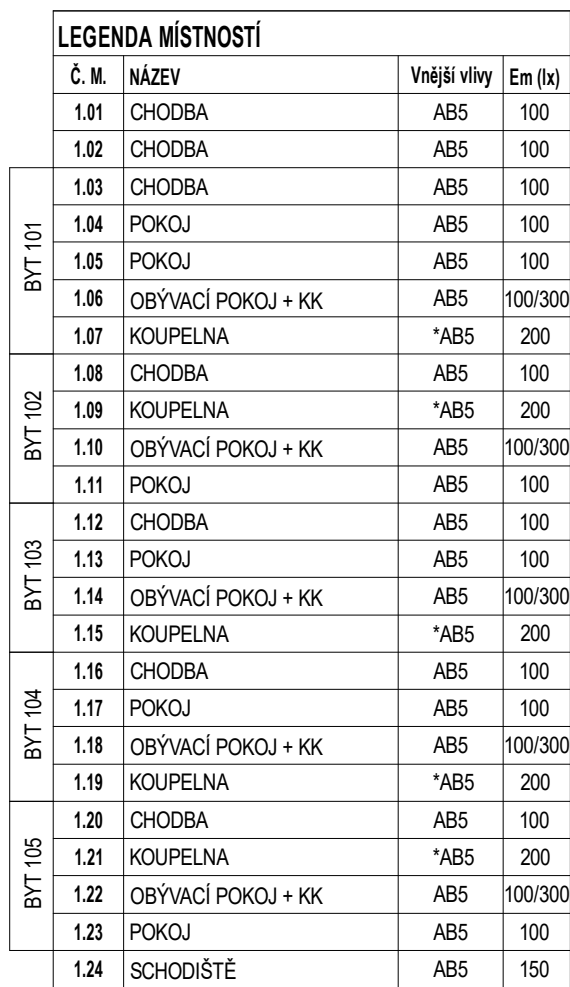 LEGENDA MÍSTNOSTÍ
Č. M. NÁZEV Vnější vlivy Em (lx)
1.01 CHODBA AB5 100
1.02 CHODBA AB5 100
BYT 101
1.03 CHODBA AB5 100
1.04 POKOJ AB5 100
1.05 POKOJ AB5 100
1.06 OBÝVACÍ POKOJ + KK AB5 100/300
1.07 KOUPELNA *AB5 200
BYT 102
1.08 CHODBA AB5 100
1.09 KOUPELNA *AB5 200
1.10 OBÝVACÍ POKOJ + KK AB5 100/300
1.11 POKOJ AB5 100
BYT 103
1.12 CHODBA AB5 100
1.13 POKOJ AB5 100
1.14 OBÝVACÍ POKOJ + KK AB5 100/300
1.15 KOUPELNA *AB5 200
BYT 104
1.16 CHODBA AB5 100
1.17 POKOJ AB5 100
1.18 OBÝVACÍ POKOJ + KK AB5 100/300
1.19 KOUPELNA *AB5 200
BYT 105
1.20 CHODBA AB5 100
1.21 KOUPELNA *AB5 200
1.22 OBÝVACÍ POKOJ + KK AB5 100/300
1.23 POKOJ AB5 100
1.24 SCHODIŠTĚ AB5 150